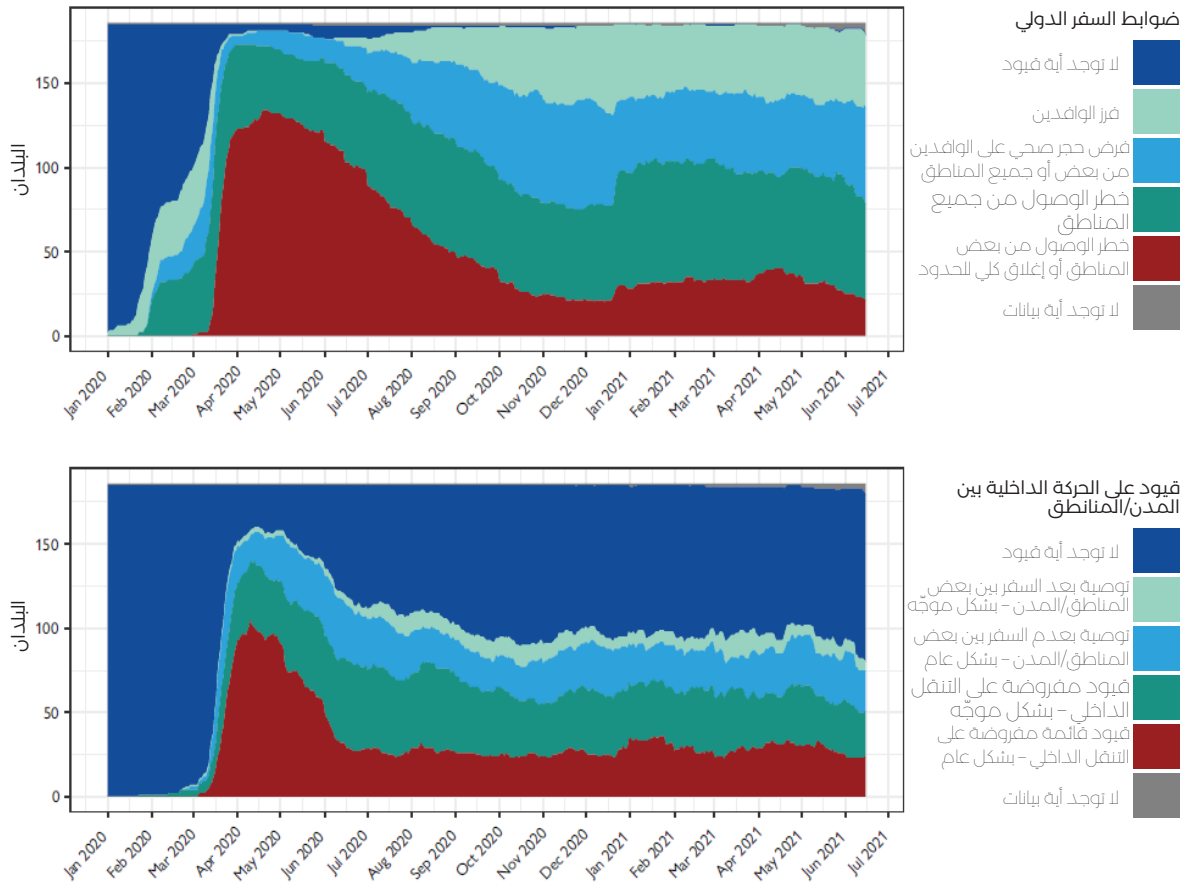 ضوابط السفر الدولي
لا توجد أية قيود
فرز الوافدين
فرض حجر صحي على الوافدين
من بعض أو جميع المناطق
خطر الوصول من جميع
المناطق
خطر الوصول من بعض
المناطق أو إغلاق كلي للحدود
لا توجد أية بيانات
البلدان
150
100
50
0
Jan 2020
Feb 2020
Mar 2020
Apr 2020
May 2020
Jun 2020
Jul 2020
Aug 2020
Sep 2020
Oct 2020
Nov 2020
Dec 2020
Jan 2021
Feb 2021
Mar 2021
Apr 2021
May 2021
Jun 2021
Jul 2021
قيود على الحركة الداخلية بين
المدن/المنانطق
لا توجد أية قيود
توصية بعد السفر بين بعض
المناطق/المدن – بشكل موجّه
توصية بعدم السفر بين بعض
المناطق/المدن – بشكل عام
قيود مفروضة على التنقل
الداخلي – بشكل موجّه
قيود قائمة مفروضة على
التنقل الداخلي – بشكل عام
لا توجد أية بيانات
البلدان
150
100
50
0
Jan 2020
Feb 2020
Mar 2020
Apr 2020
May 2020
Jun 2020
Jul 2020
Aug 2020
Sep 2020
Oct 2020
Nov 2020
Dec 2020
Jan 2021
Feb 2021
Mar 2021
Apr 2021
May 2021
Jun 2021
Jul 2021